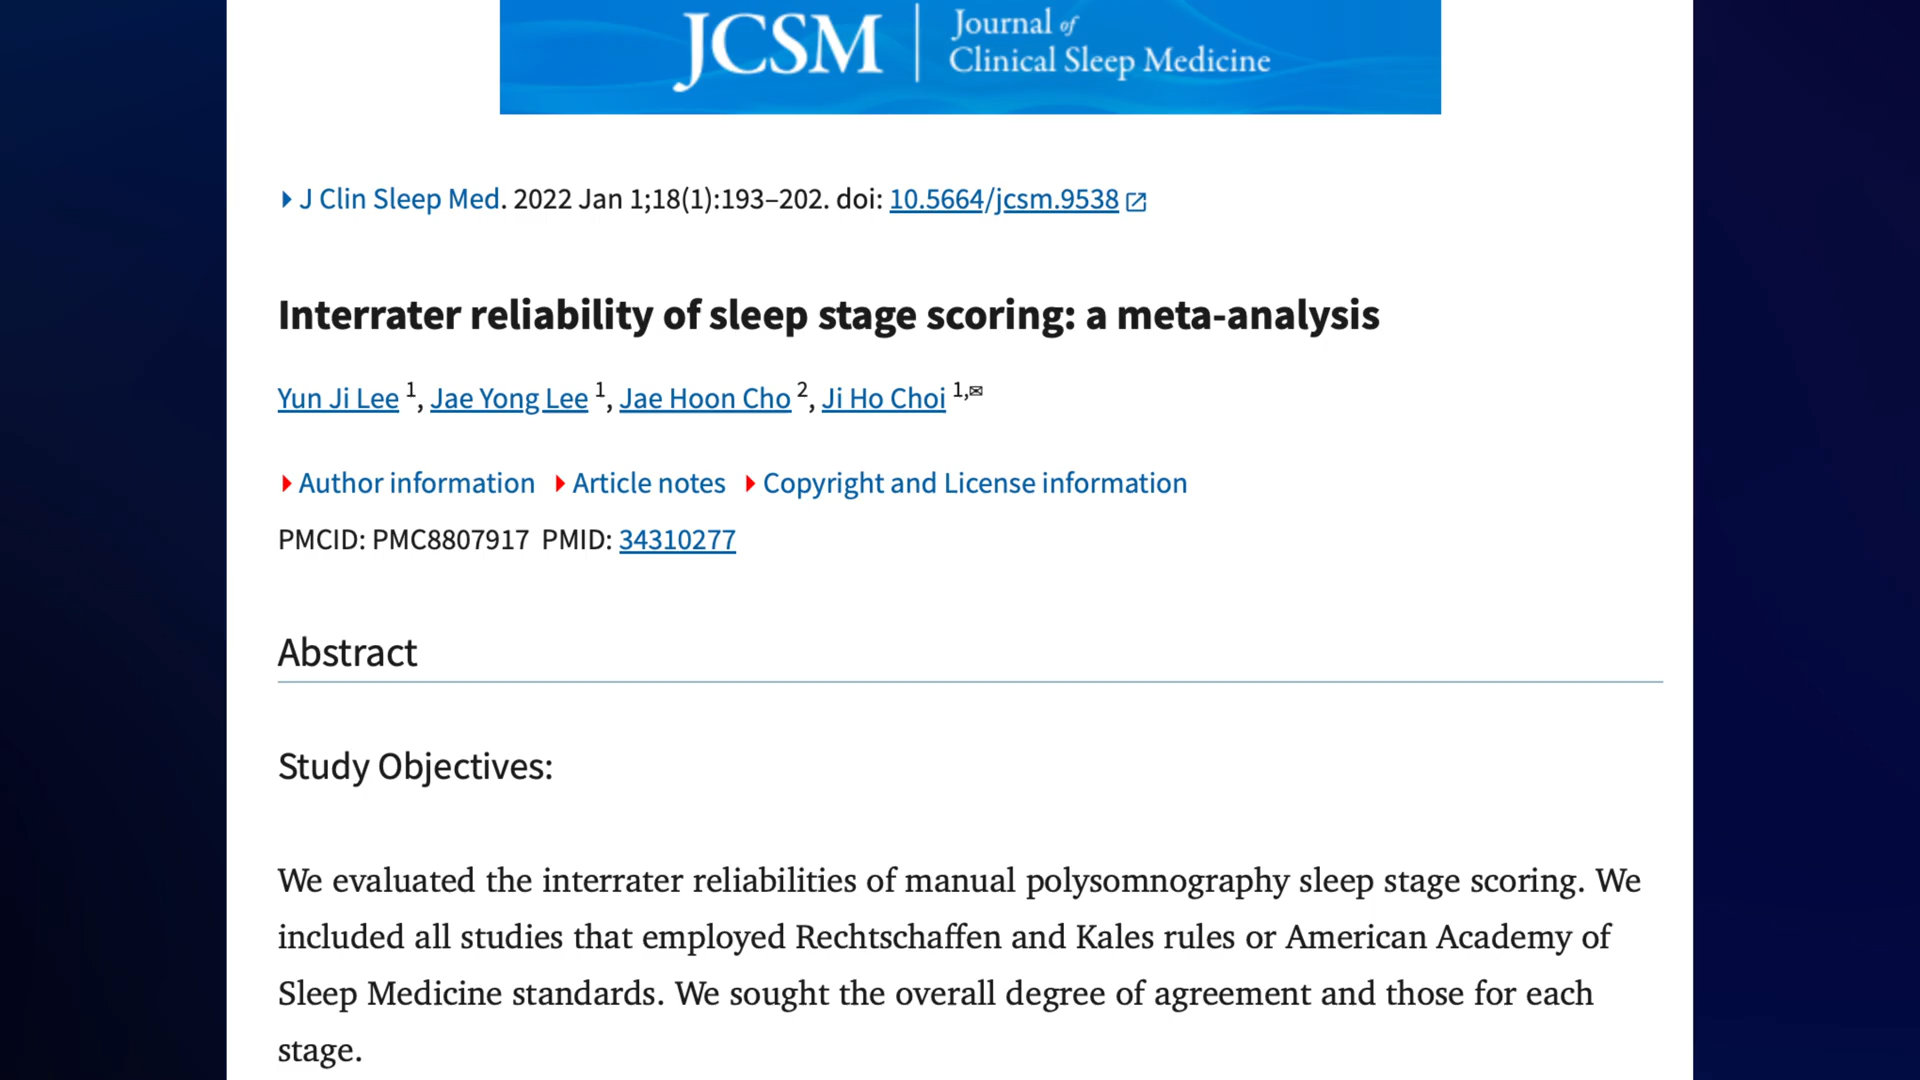 JCSM
Journal of
Clinical Sleep Medicine
J Clin Sleep Med. 2022 Jan 1;18(1):193–202. doi: 10.5664/jcsm.9538
Interrater reliability of sleep stage scoring: a meta-analysis
Yun Ji Lee 1, Jae Yong Lee 1, Jae Hoon Cho 2, Ji Ho Choi 1,✉
Author information Article notes Copyright and License information
PMCID: PMC8807917 PMID: 34310277
Abstract
Study Objectives:
We evaluated the interrater reliabilities of manual polysomnography sleep stage scoring. We
included all studies that employed Rechtschaffen and Kales rules or American Academy of
Sleep Medicine standards. We sought the overall degree of agreement and those for each
stage.